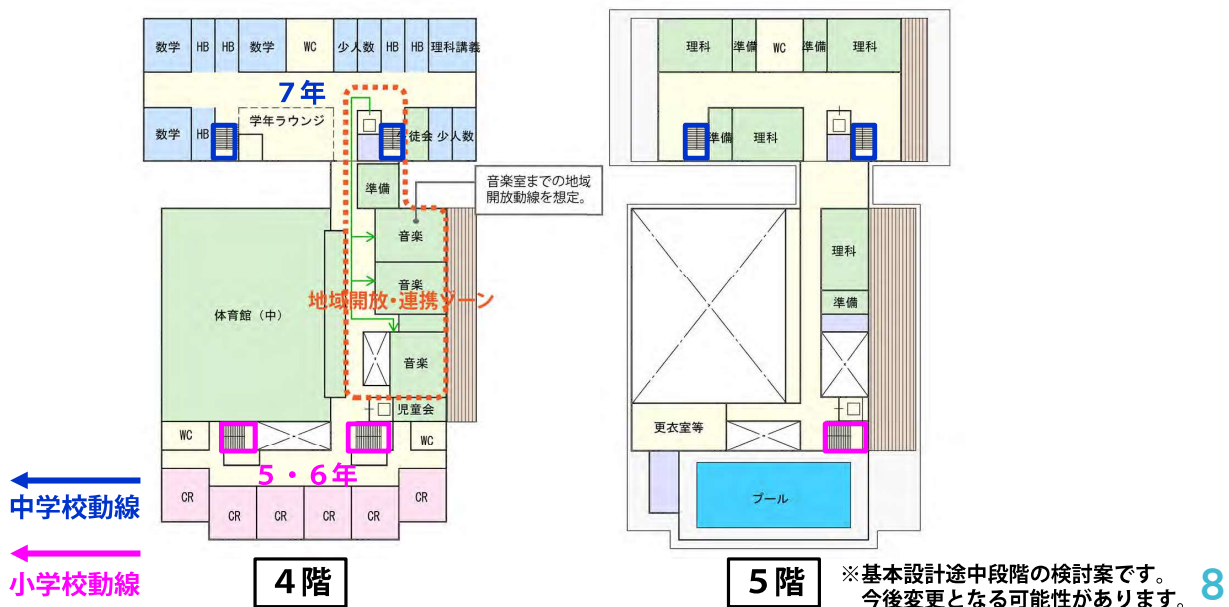 数学 HB HB 数学 WC 少人数 HB HB 理科講義
7年
数学 HB 学年ラウンジ 生徒会 少人数
準備
音楽室までの地域
開放動線を想定。
音楽
音楽
地域開放・連携ゾーン
体育館（中）
音楽
児童会
WC WC
5・6年
CR CR CR CR CR CR
4階
理科 準備 WC 準備 理科
準備 理科
理科
準備
更衣室等
プール
5階
中学校動線
小学校動線
※基本設計途中段階の検討案です。
今後変更となる可能性があります。
8